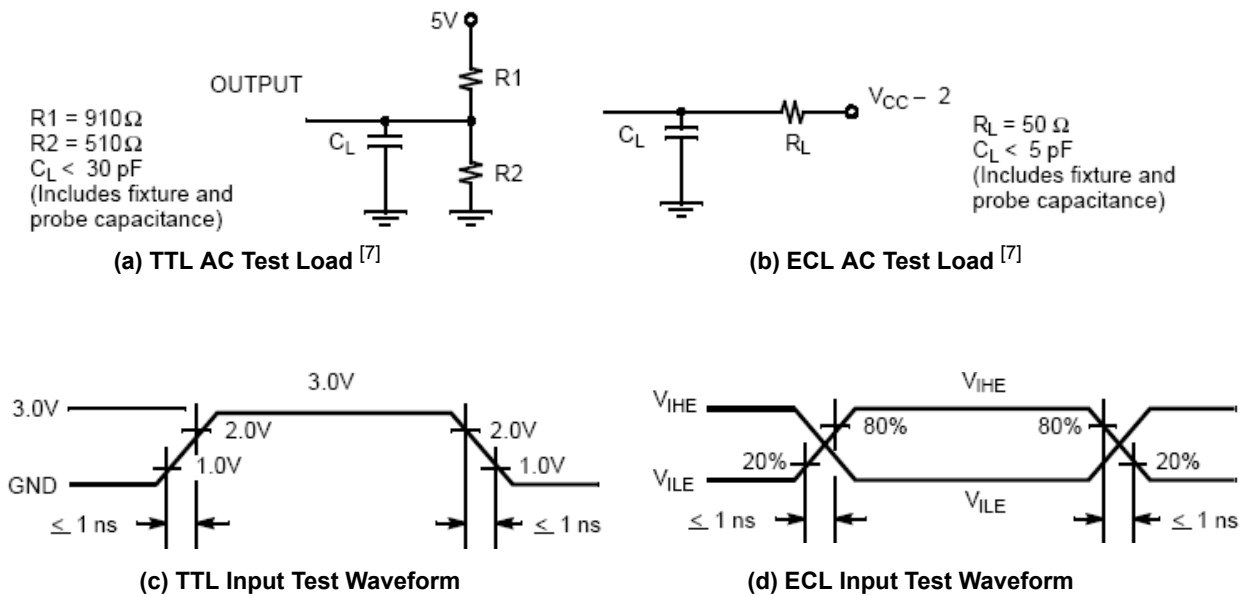 5V
R1
OUTPUT
R1 = 910Ω
R2 = 510Ω
C_L < 30 pF
(Includes fixture and
probe capacitance)
C_L
R2
(a) TTL AC Test Load [7]
V_CC – 2
C_L
R_L
R_L = 50 Ω
C_L < 5 pF
(Includes fixture and
probe capacitance)
(b) ECL AC Test Load [7]
3.0V
3.0V
2.0V
2.0V
1.0V
1.0V
GND
≤ 1 ns
≤ 1 ns
(c) TTL Input Test Waveform
V_IHE
V_IHE
80%
80%
20%
20%
V_ILE
V_ILE
≤ 1 ns
≤ 1 ns
(d) ECL Input Test Waveform